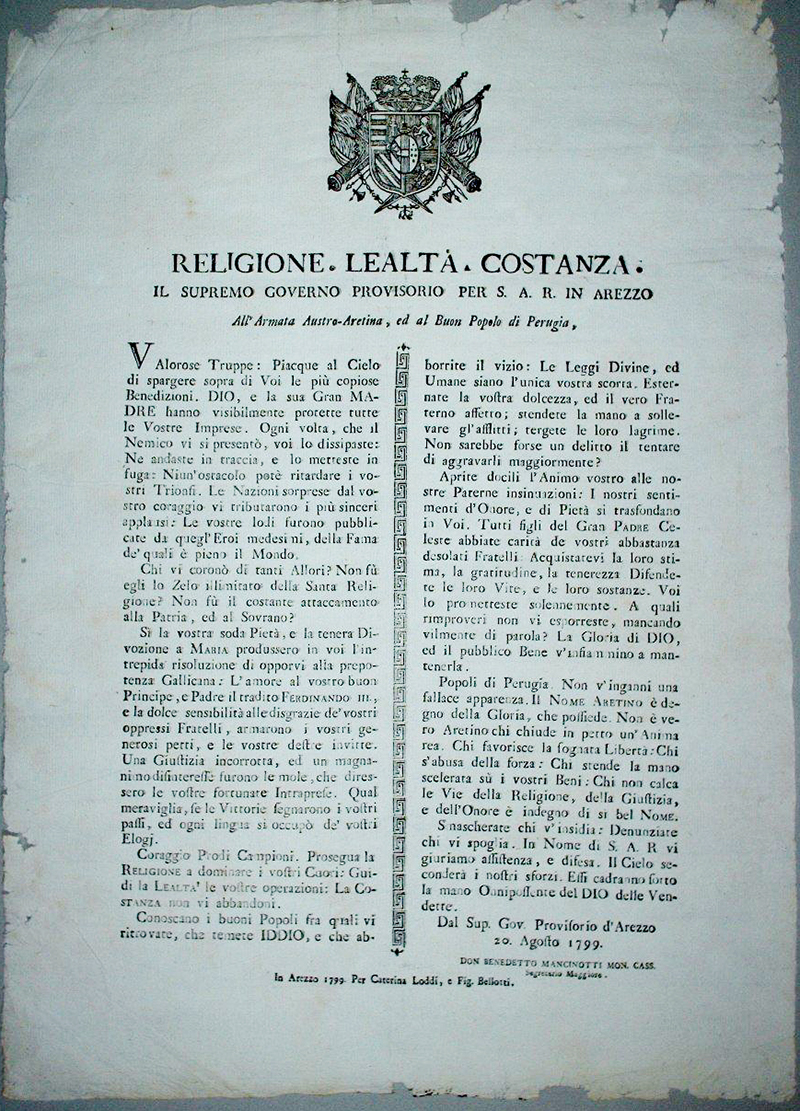 RELIGIONE. LEALTÀ. COSTANZA.
IL SUPREMO GOVERNO PROVISORIO PER S. A. R. IN AREZZO
All'Armata Austro-Aretina, ed al Buon Popolo di Perugia,
VAlorose Truppe: Piacque al Cielo
di spargere sopra di Voi le più copiose
Benedizioni. DIO, e la sua Gran MA-
DRE hanno visibilmente protette tutte
le Vostre Imprese. Ogni volta, che il
Nemico vi si presentò, voi lo dissipaste:
Ne andaste in traccia, e lo metteste in
fuga: Niun'ostacolo potè ritardare i vo-
stri Trionfi. Le Nazioni sorprese dal vo-
stro coraggio vi tributarono i più sinceri
applausi: Le vostre lodi furono pubbli-
cate da quegl'Eroi medesimi, della Fama
de' quali è pieno il Mondo.
Chi vi coronò di tanti Allori? Non fù
egli lo Zelo illimitato della Santa Reli-
gione? Non fù il costante attaccamento
alla Patria, ed al Sovrano?
Sì la vostra soda Pietà, e la tenera Di-
vozione a MARIA produssero in voi l'in-
trepida risoluzione di opporvi alla prepo-
tenza Gallicana: L'amore al vostro buon
Principe, e Padre il tradito FERDINANDO III.,
e la dolce sensibilità alle disgrazie de' vostri
oppressi Fratelli, armarono i vostri ge-
nerosi petti, e le vostre destre invitte.
Una Giustizia incorrotta, ed un magna-
nimo disinteresse furono le mole, che dires-
sero le vostre fortunate Intraprese. Qual
meraviglia, se le Vittorie segnarono i vostri
passi, ed ogni lingua si occupò de' vostri
Elogj.
Coraggio Prodi Campioni. Prosegua la
RELIGIONE a dominare i vostri Cuori: Gui-
di la LEALTA' le vostre operazioni: La CO-
STANZA non vi abbandoni.
Conoscano i buoni Popoli fra quali vi
ritrovate, che temete IDDIO, e che ab-
borrite il vizio: Le Leggi Divine, ed
Umane siano l'unica vostra scorta. Ester-
nate la vostra dolcezza, ed il vero Fra-
terno affetto; stendete la mano a solle-
vare gl'afflitti; tergete le loro lagrime.
Non sarebbe forse un delitto il tentare
di aggravarli maggiormente?
Aprite docili l'Animo vostro alle no-
stre Paterne insinuazioni: I nostri senti-
menti d'Onore, e di Pietà si trasfondano
in Voi. Tutti figli del Gran PADRE Ce-
leste abbiate carità de' vostri abbastanza
desolati Fratelli. Acquistatevi la loro sti-
ma, la gratitudine, la tenerezza Difende-
te le loro Vite, e le loro sostanze. Voi
lo prometteste solennemente. A quali
rimproveri non vi esporreste, mancando
vilmente di parola? La Gloria di DIO,
ed il pubblico Bene v'infiammino a man-
tenerla.
Popoli di Perugia. Non v'inganni una
fallace apparenza. Il NOME ARETINO è de-
gno della Gloria, che possiede. Non è ve-
ro Aretino chi chiude in petto un'Anima
rea. Chi favorisce la sognata Libertà: Chi
s'abusa della forza: Chi stende la mano
scelerata sù i vostri Beni: Chi non calca
le Vie della Religione, della Giustizia,
e dell'Onore è indegno di sì bel NOME.
Smascherate chi v'insidia: Denunziate
chi vi spoglia. In Nome di S. A. R vi
giuriamo assistenza, e difesa. Il Cielo se-
conderà i nostri sforzi. Essi cadranno sotto
la mano Onnipossente del DIO delle Ven-
dette.
Dal Sup. Gov. Provisorio d'Arezzo
20. Agosto 1799.
DON BENEDETTO MANCINOTTI MON. CASS.
Segretario Maggiore.
In Arezzo 1799. Per Caterina Loddi, e Fig. Bellotti.